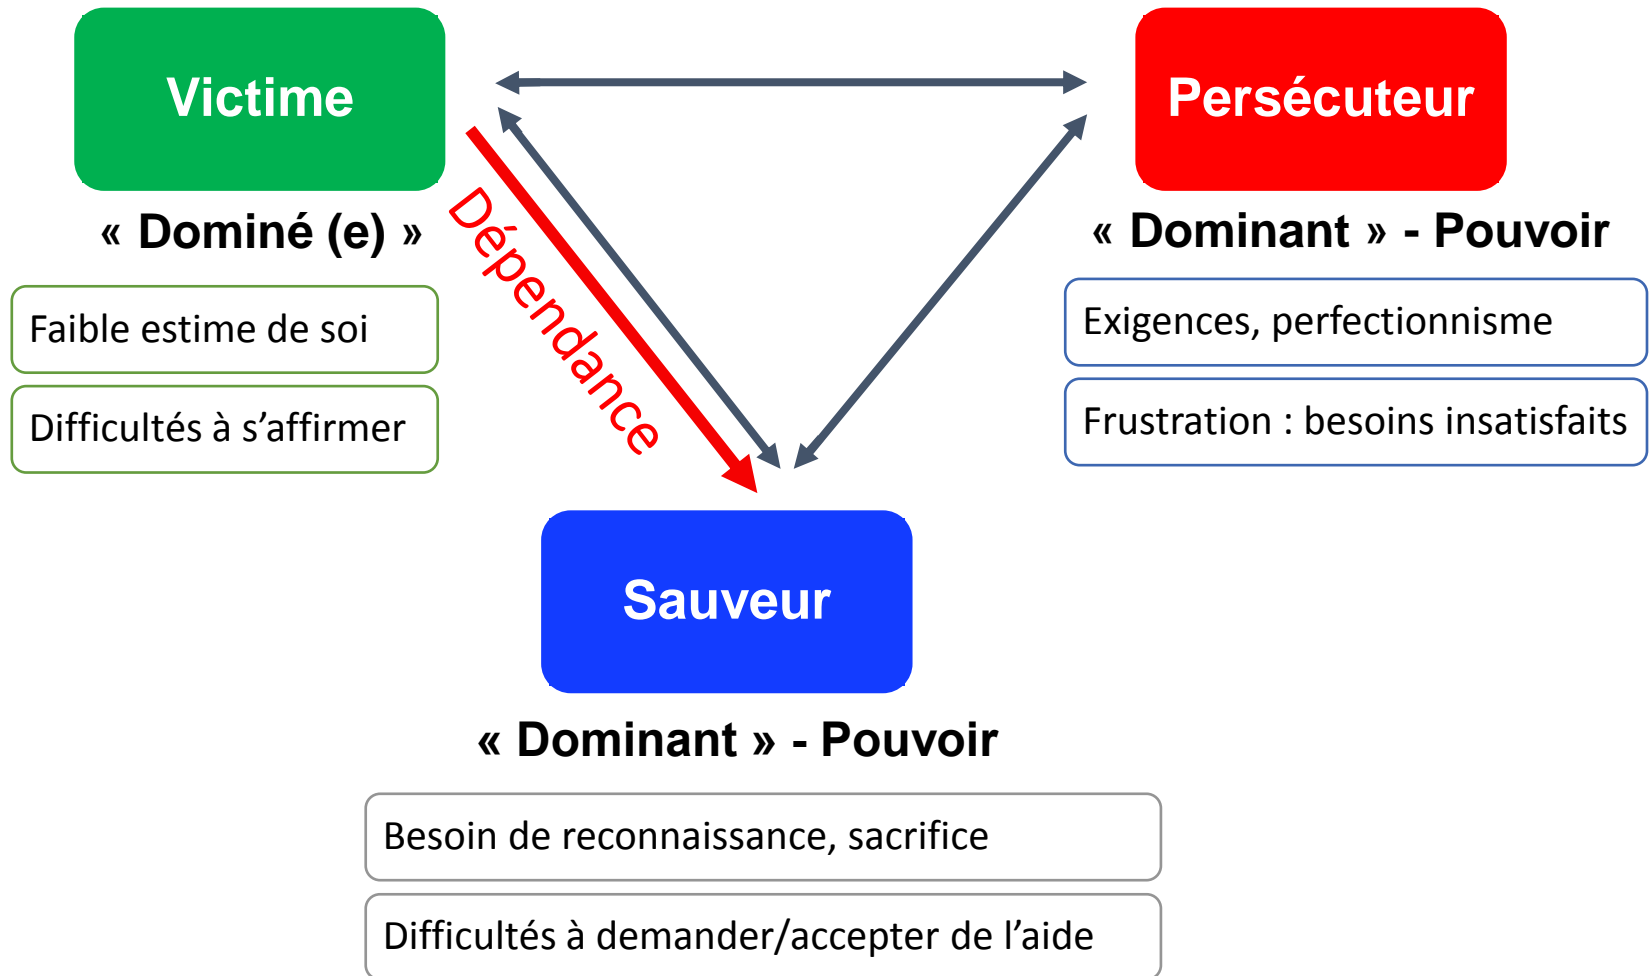 Victime
Persécuteur
« Dominé (e) »
« Dominant » - Pouvoir
Dépendance
Faible estime de soi
Difficultés à s’affirmer
Exigences, perfectionnisme
Frustration : besoins insatisfaits
Sauveur
« Dominant » - Pouvoir
Besoin de reconnaissance, sacrifice
Difficultés à demander/accepter de l’aide